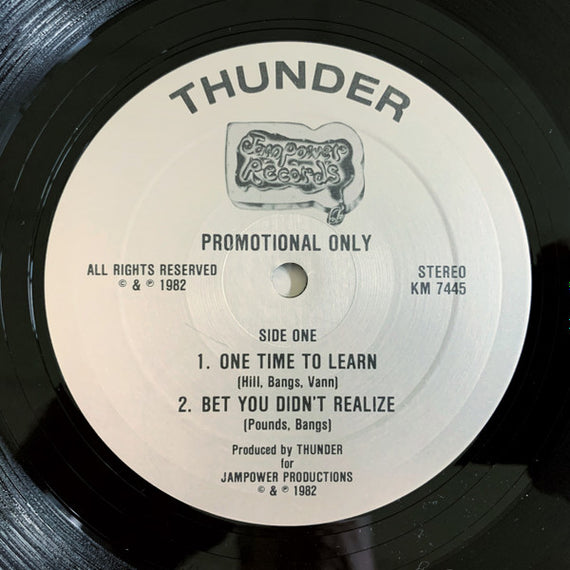 THUNDER
Jampower
Records
PROMOTIONAL ONLY
ALL RIGHTS RESERVED
© & ℗ 1982
STEREO
KM 7445
SIDE ONE
1. ONE TIME TO LEARN
(Hill, Bangs, Vann)
2. BET YOU DIDN'T REALIZE
(Pounds, Bangs)
Produced by THUNDER
for
JAMPOWER PRODUCTIONS
© & ℗ 1982